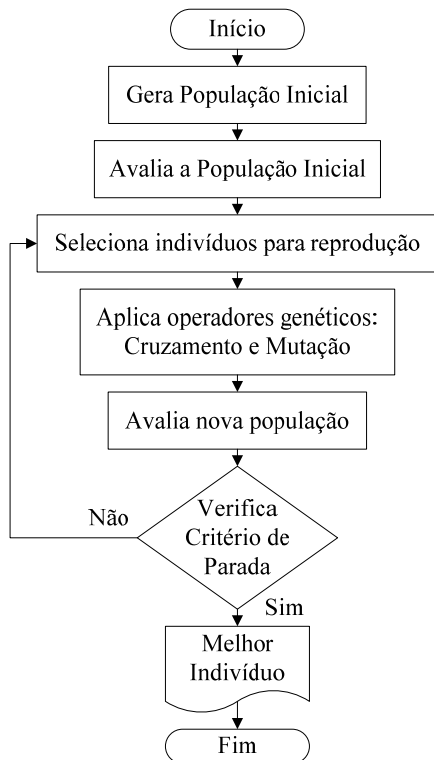 Início
Gera População Inicial
Avalia a População Inicial
Seleciona indivíduos para reprodução
Aplica operadores genéticos:
Cruzamento e Mutação
Avalia nova população
Verifica
Critério de
Parada
Não
Sim
Melhor
Indivíduo
Fim